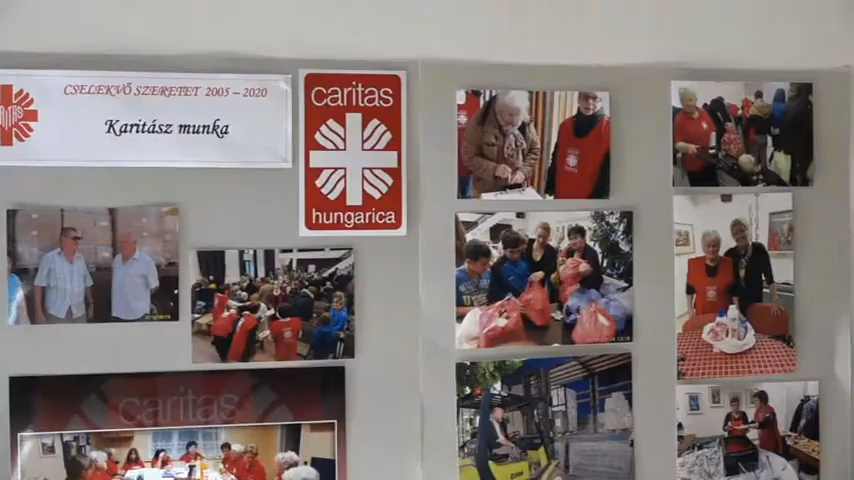 CSELEKVŐ SZERETET 2005 – 2020
Karitász munka
caritas
hungarica
caritas